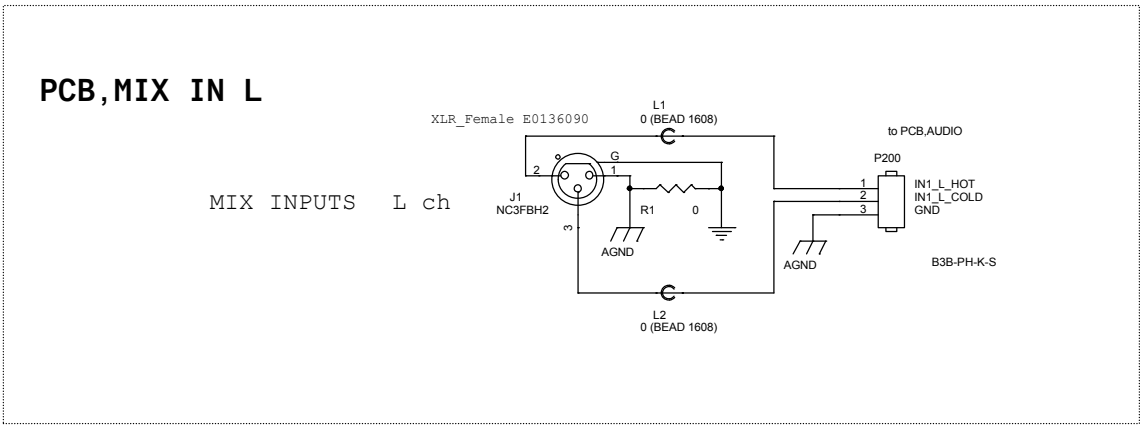 PCB,MIX IN L
XLR_Female E0136090
L1
0 (BEAD 1608)
to PCB,AUDIO
P200
G
2
1
1
2
3
IN1_L_HOT
IN1_L_COLD
GND
MIX INPUTS L ch
J1
NC3FBH2
R1 0
3
AGND
AGND
B3B-PH-K-S
L2
0 (BEAD 1608)